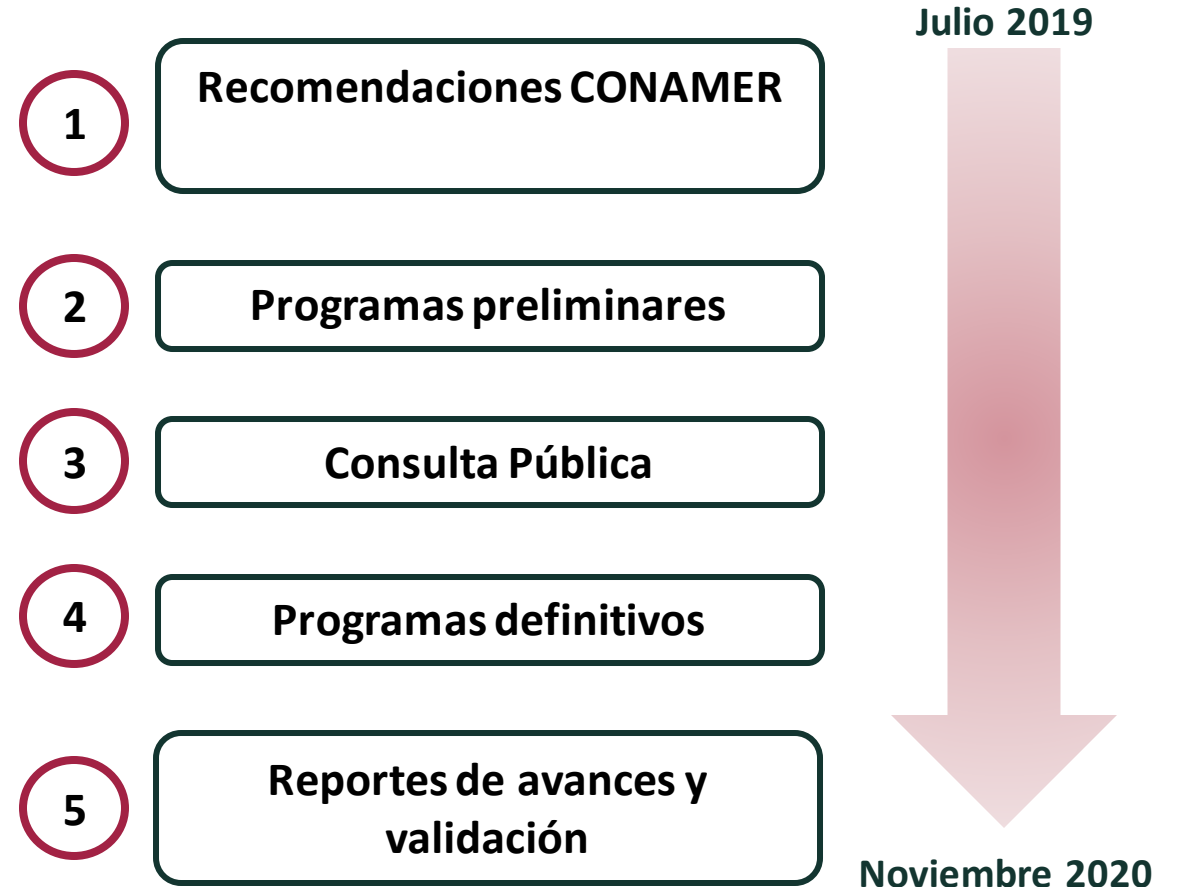 Julio 2019
1
Recomendaciones CONAMER
2
Programas preliminares
3
Consulta Pública
4
Programas definitivos
5
Reportes de avances y
validación
Noviembre 2020